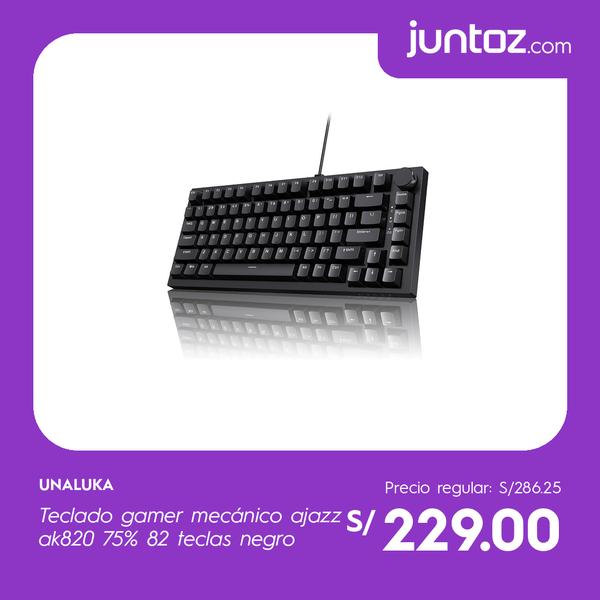 juntoz.com
UNALUKA
Precio regular: S/286.25
Teclado gamer mecánico ajazz
ak820 75% 82 teclas negro
S/ 229.00